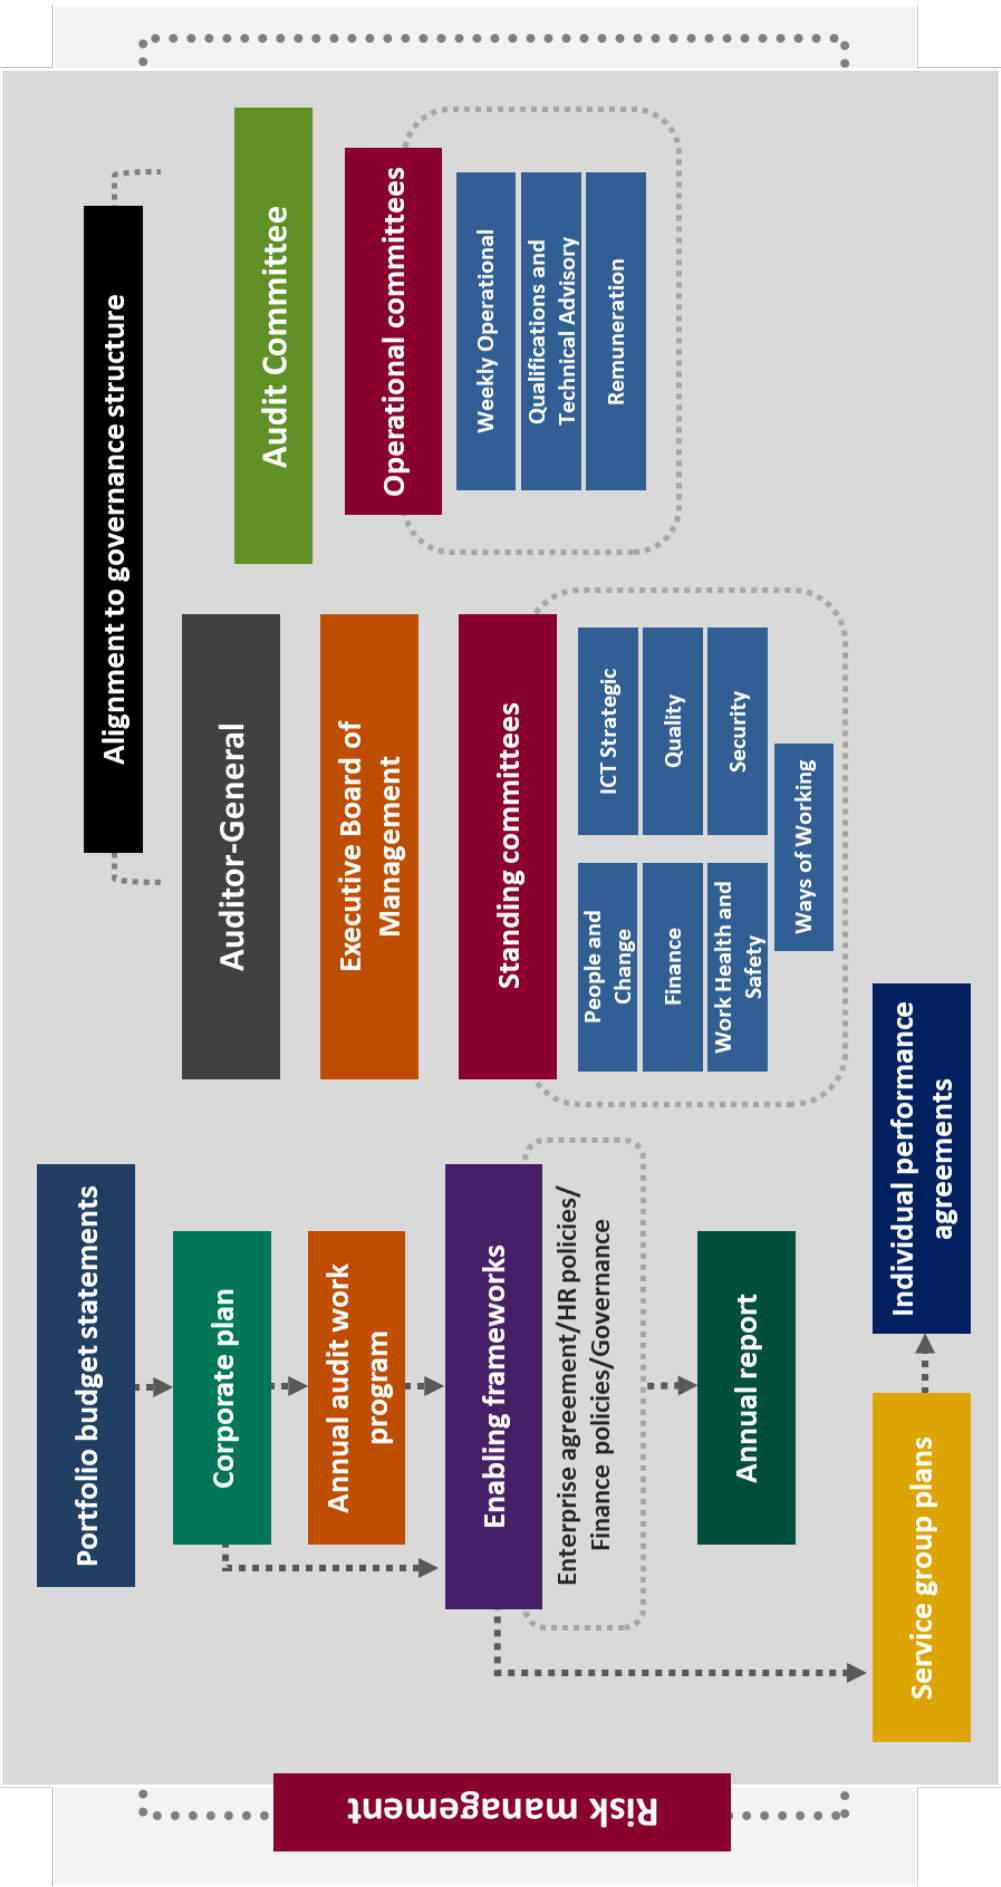 Risk management
Portfolio budget statements
Corporate plan
Annual audit work
program
Enabling frameworks
Enterprise agreement/HR policies/
Finance policies/Governance
Annual report
Service group plans
Individual performance
agreements
Alignment to governance structure
Auditor-General
Executive Board of
Management
Standing committees
People and
Change
ICT Strategic
Finance
Quality
Work Health and
Safety
Security
Ways of Working
Audit Committee
Operational committees
Weekly Operational
Qualifications and
Technical Advisory
Remuneration